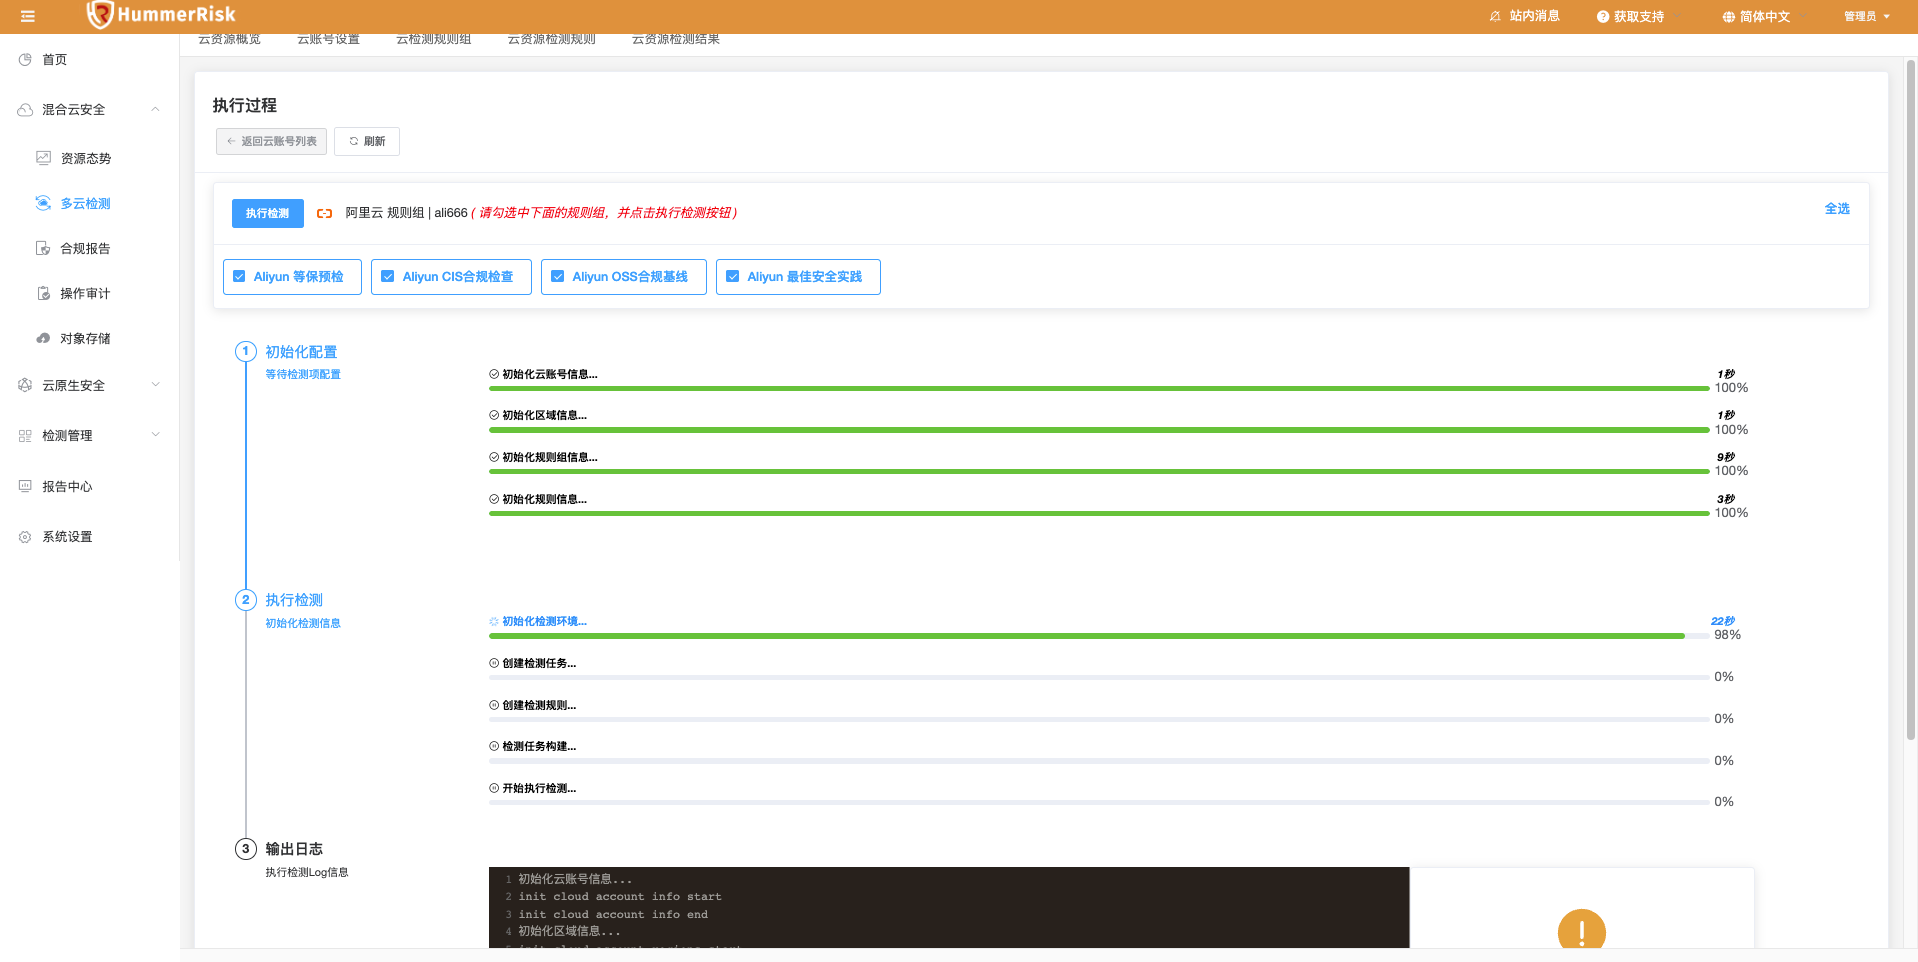 HummerRisk
站内消息
获取支持
简体中文
管理员
云资源概览
云账号设置
云检测规则组
云资源检测规则
云资源检测结果
首页
混合云安全
资源态势
多云检测
合规报告
操作审计
对象存储
云原生安全
检测管理
报告中心
系统设置
执行过程
返回云账号列表
刷新
执行检测
阿里云 规则组 | ali666 ( 请勾选中下面的规则组，并点击执行检测按钮 )
全选
Aliyun 等保预检
Aliyun CIS合规检查
Aliyun OSS合规基线
Aliyun 最佳安全实践
1 初始化配置
等待检测项配置
初始化云账号信息... 1秒
100%
初始化区域信息... 1秒
100%
初始化规则组信息... 9秒
100%
初始化规则信息... 3秒
100%
2 执行检测
初始化检测信息
初始化检测环境... 22秒
98%
创建检测任务...
0%
创建检测规则...
0%
检测任务构建...
0%
开始执行检测...
0%
3 输出日志
执行检测Log信息
1 初始化云账号信息...
2 init cloud account info start
3 init cloud account info end
4 初始化区域信息...